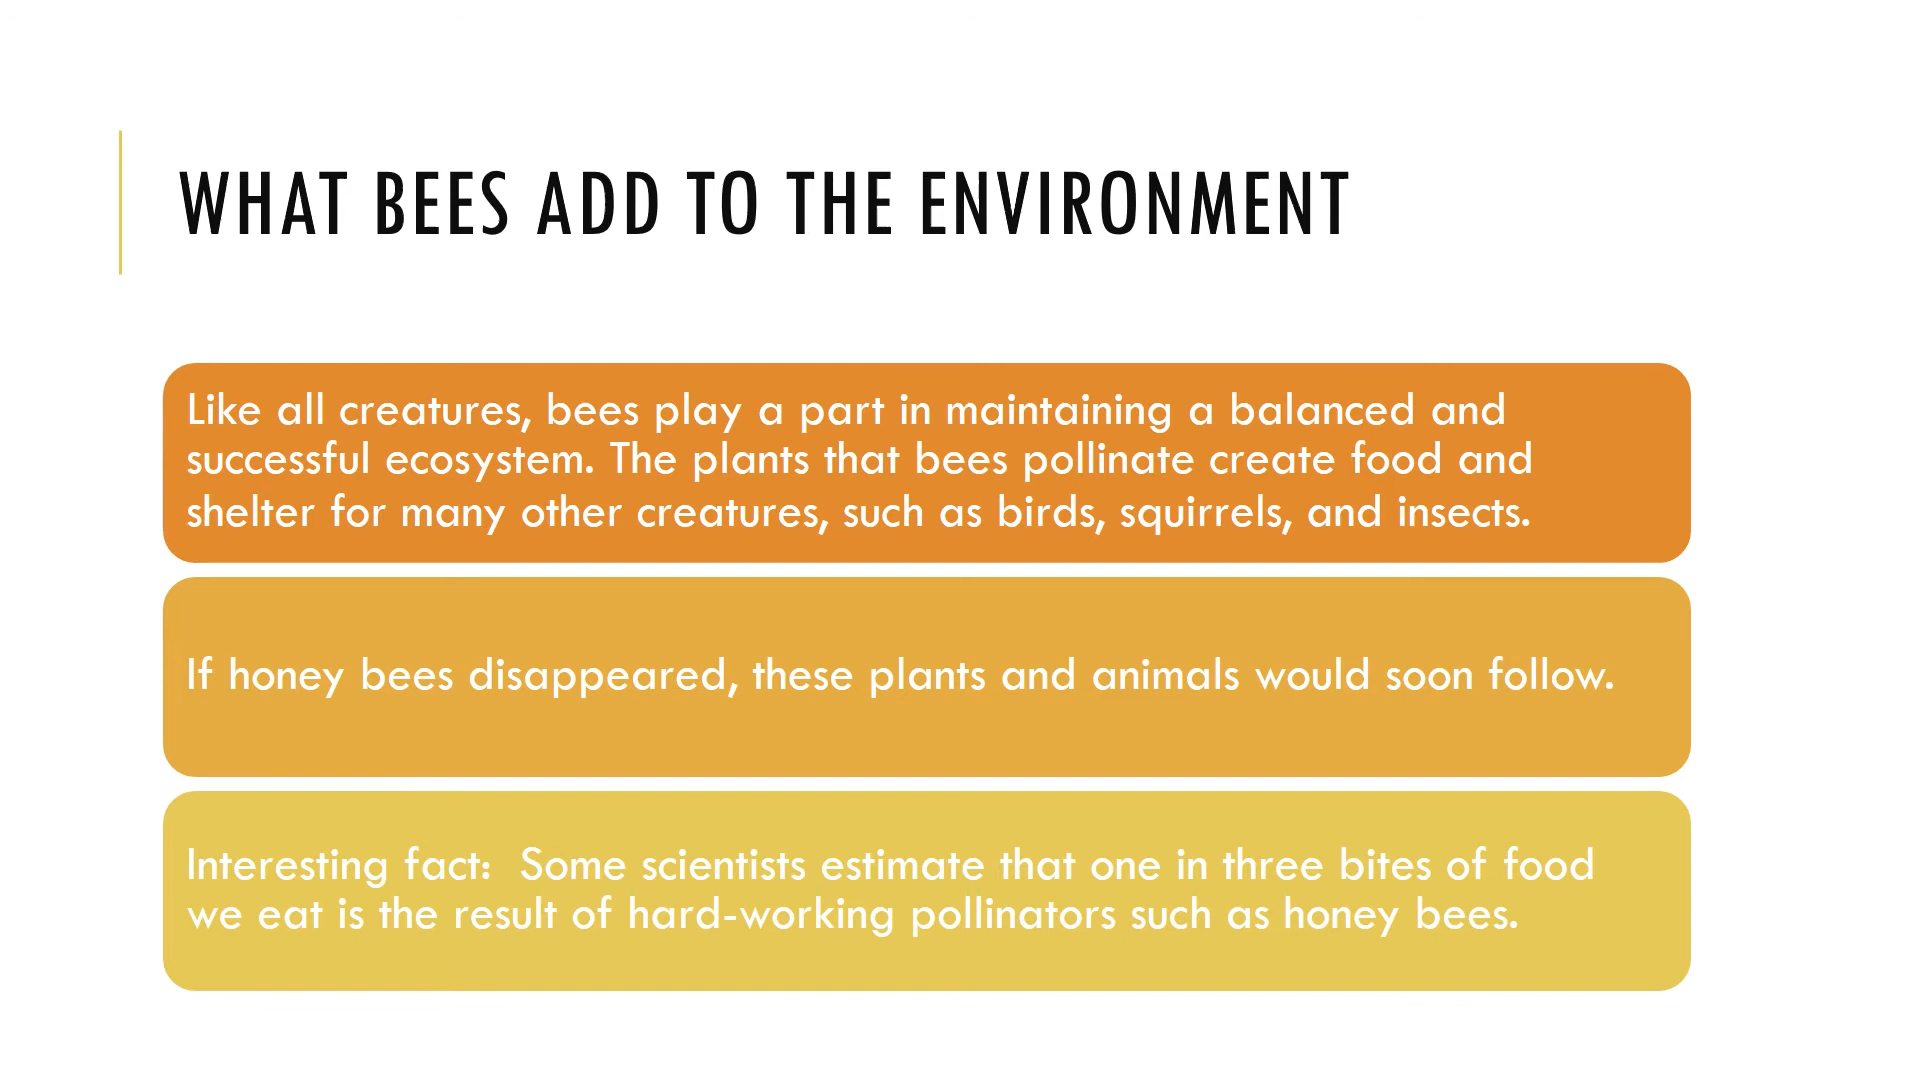 WHAT BEES ADD TO THE ENVIRONMENT
Like all creatures, bees play a part in maintaining a balanced and
successful ecosystem. The plants that bees pollinate create food and
shelter for many other creatures, such as birds, squirrels, and insects.
If honey bees disappeared, these plants and animals would soon follow.
Interesting fact:  Some scientists estimate that one in three bites of food
we eat is the result of hard-working pollinators such as honey bees.